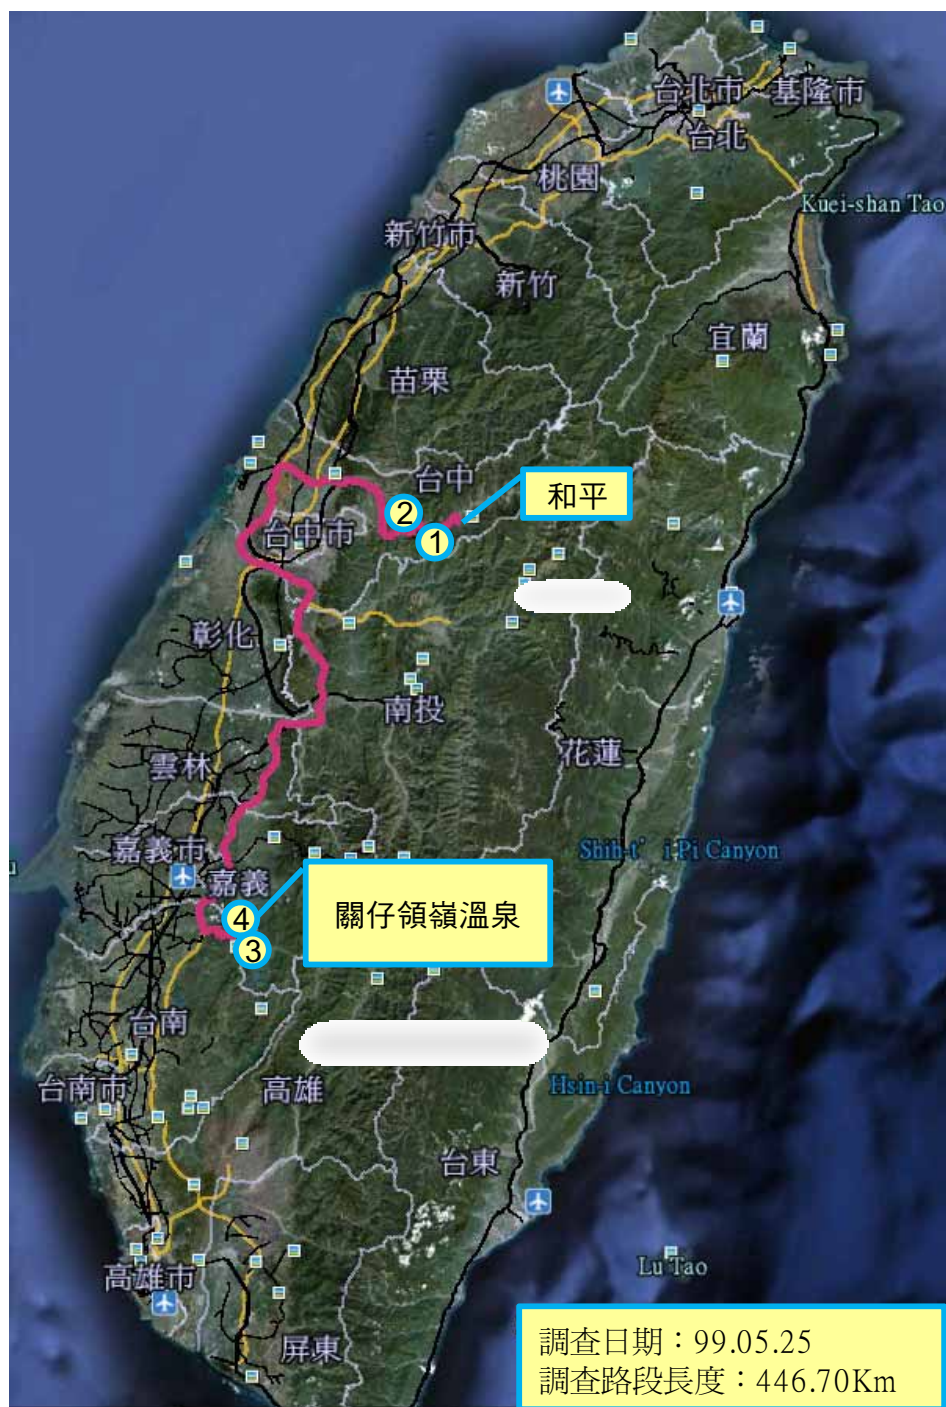 台北市
基隆市
台北
桃園
Kuei-shan Tao
新竹市
新竹
宜蘭
苗栗
台中
和平
2
1
台中市
彰化
南投
雲林
花蓮
嘉義市
Shih-t'i Pi Canyon
嘉義
4
關仔領嶺溫泉
3
台南
台南市
高雄
Hsin-i Canyon
台東
Lu Tao
高雄市
屏東
調查日期：99.05.25
調查路段長度：446.70Km